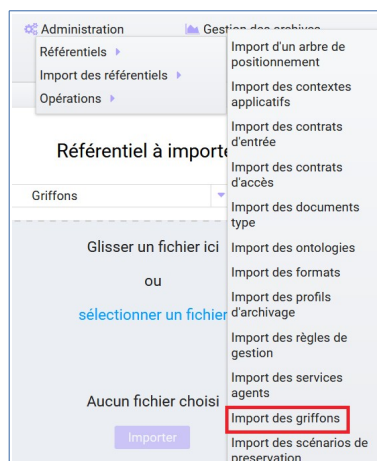 Administration
Gestion des archives
Référentiels
Import des référentiels
Opérations
Import d'un arbre de
positionnement
Import des contextes
applicatifs
Import des contrats
d'entrée
Import des contrats
d'accès
Import des documents
type
Import des ontologies
Import des formats
Import des profils
d'archivage
Import des règles de
gestion
Import des services
agents
Import des griffons
Import des scénarios de
preservation
Référentiel à importe
Griffons
Glisser un fichier ici
ou
sélectionner un fichier
Aucun fichier choisi
Importer